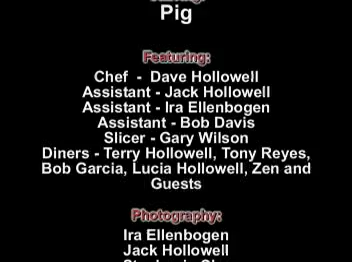 Pig
Featuring:
Chef - Dave Hollowell
Assistant - Jack Hollowell
Assistant - Ira Ellenbogen
Assistant - Bob Davis
Slicer - Gary Wilson
Diners - Terry Hollowell, Tony Reyes,
Bob Garcia, Lucia Hollowell, Zen and
Guests
Photography:
Ira Ellenbogen
Jack Hollowell